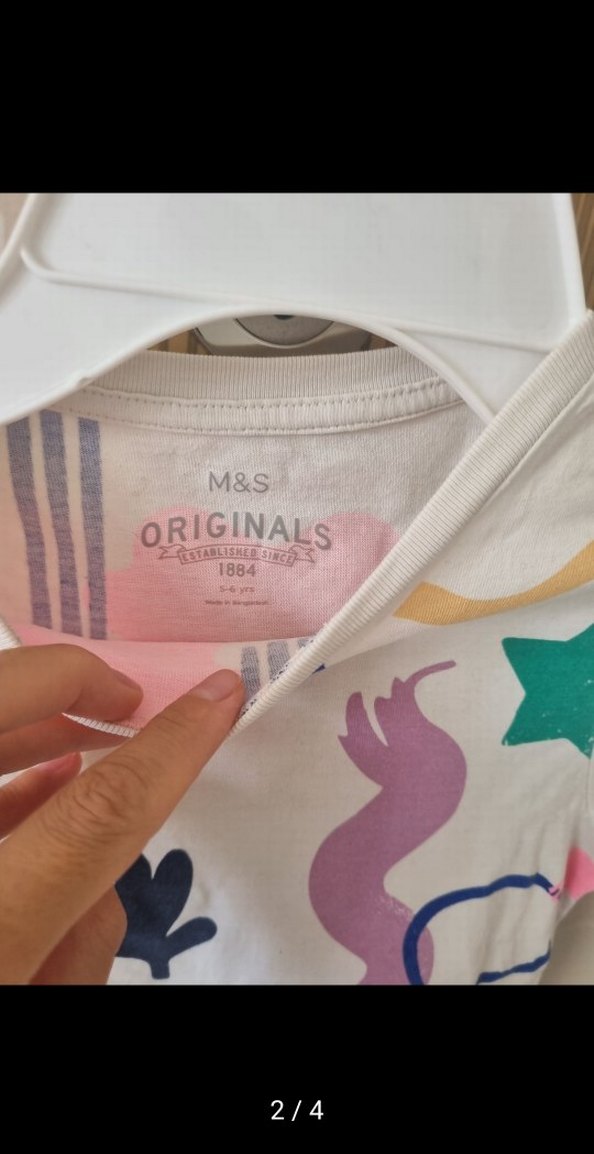 M&S
ORIGINALS
ESTABLISHED SINCE
1884
5-6 yrs
Made in Bangladesh
2 / 4